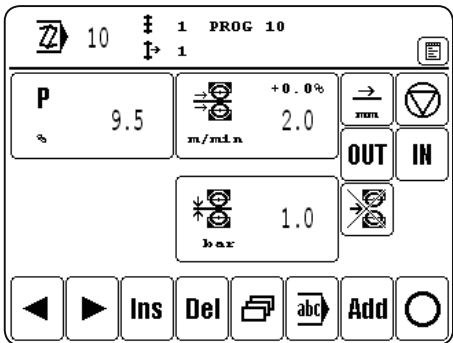 10 1 PROG 10
1
P
% 9.5
+0.0%
m/min 2.0
mm
OUT IN
bar 1.0
Ins Del abc Add